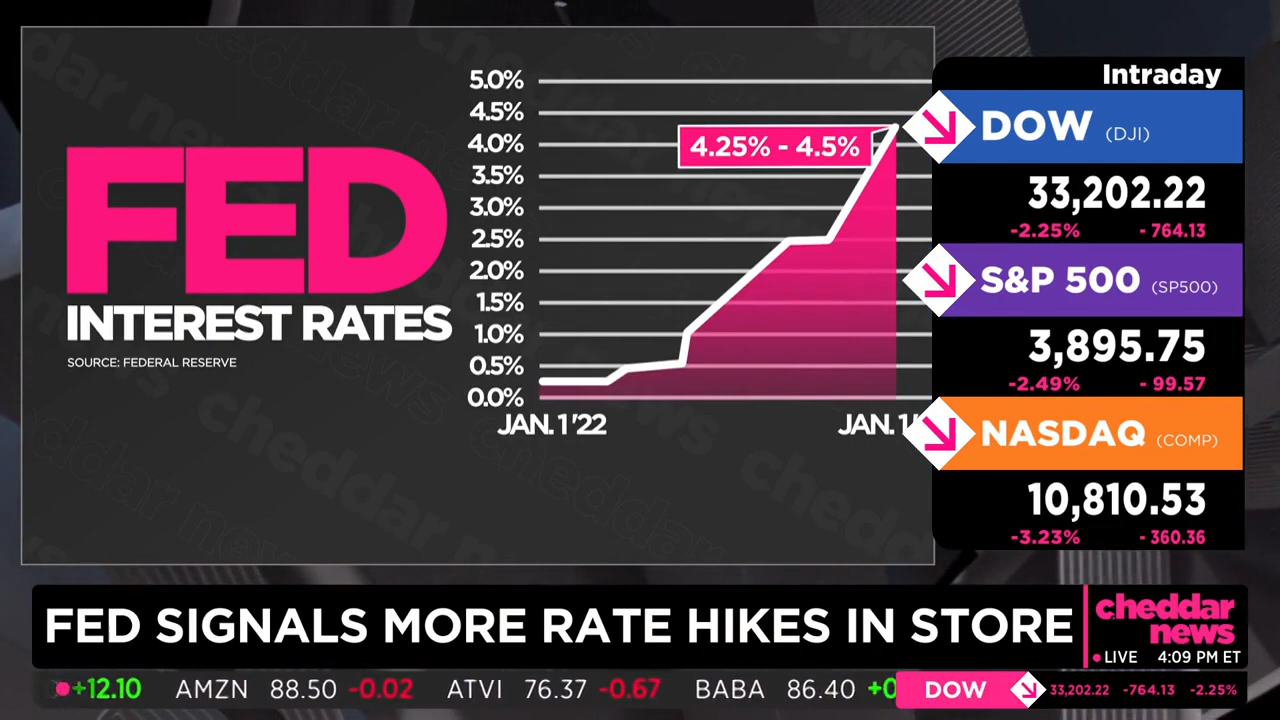 FED
INTEREST RATES
SOURCE: FEDERAL RESERVE
5.0%
4.5%
4.0%
3.5%
3.0%
2.5%
2.0%
1.5%
1.0%
0.5%
0.0%
4.25% - 4.5%
JAN. 1 '22
JAN. 1
Intraday
DOW (DJI)
33,202.22
-2.25% - 764.13
S&P 500 (SP500)
3,895.75
-2.49% - 99.57
NASDAQ (COMP)
10,810.53
-3.23% - 360.36
FED SIGNALS MORE RATE HIKES IN STORE
cheddar
news
LIVE 4:09 PM ET
+12.10 AMZN 88.50 -0.02 ATVI 76.37 -0.67 BABA 86.40 +0
DOW 33,202.22 -764.13 -2.25%